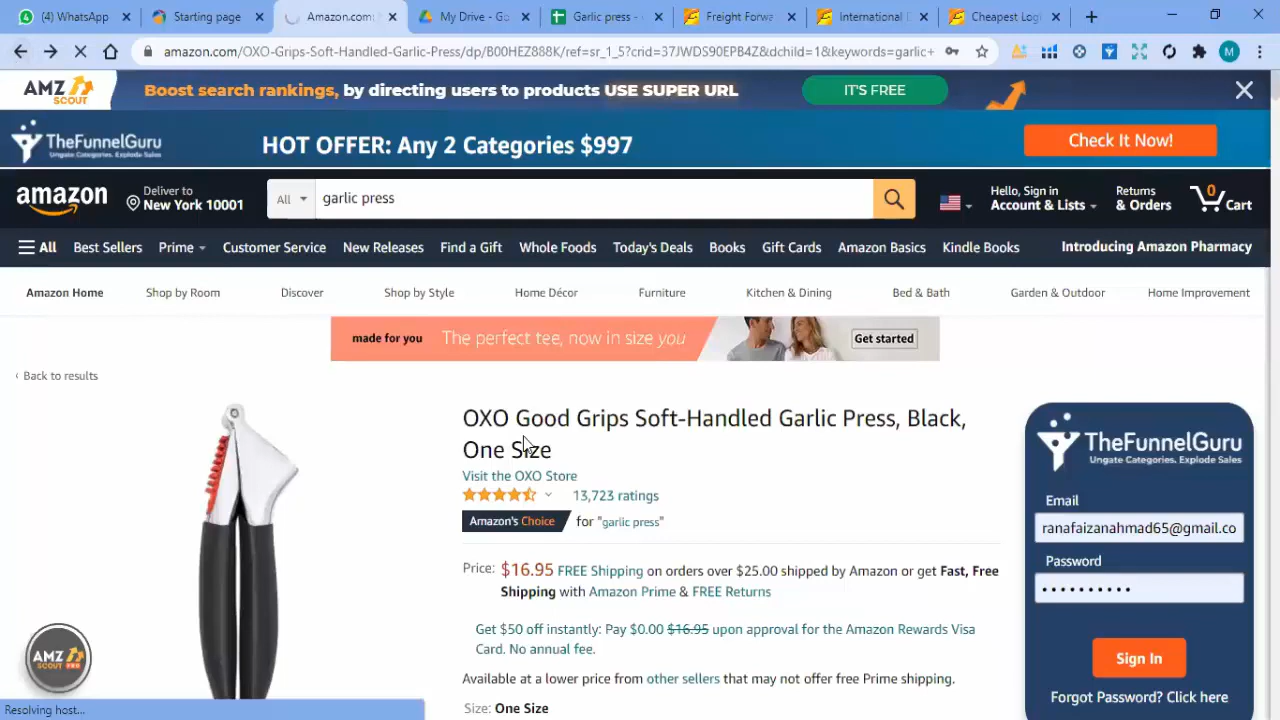 4
(4) WhatsApp
Starting page
Amazon.com
My Drive - Go
Garlic press -
Freight Forwa
International
Cheapest Log
amazon.com/OXO-Grips-Soft-Handled-Garlic-Press/dp/B00HEZ888K/ref=sr_1_5?crid=37JWDS90EPB4Z&dchild=1&keywords=garlic+
M
AMZ SCOUT
Boost search rankings, by directing users to products USE SUPER URL
IT'S FREE
TheFunnelGuru
Ungate Categories. Explode Sales
HOT OFFER: Any 2 Categories $997
Check It Now!
amazon
Deliver to
New York 10001
All
garlic press
Hello, Sign in
Account & Lists
Returns
& Orders
0
Cart
All
Best Sellers
Prime
Customer Service
New Releases
Find a Gift
Whole Foods
Today's Deals
Books
Gift Cards
Amazon Basics
Kindle Books
Introducing Amazon Pharmacy
Amazon Home
Shop by Room
Discover
Shop by Style
Home Décor
Furniture
Kitchen & Dining
Bed & Bath
Garden & Outdoor
Home Improvement
made for you
The perfect tee, now in size you
Get started
‹ Back to results
OXO Good Grips Soft-Handled Garlic Press, Black,
One Size
Visit the OXO Store
13,723 ratings
Amazon's Choice
for "garlic press"
Price: $16.95 FREE Shipping on orders over $25.00 shipped by Amazon or get Fast, Free
Shipping with Amazon Prime & FREE Returns
Get $50 off instantly: Pay $0.00 $16.95 upon approval for the Amazon Rewards Visa
Card. No annual fee.
Available at a lower price from other sellers that may not offer free Prime shipping.
Size: One Size
TheFunnelGuru
Ungate Categories. Explode Sales
Email
ranafaizanahmad65@gmail.co
Password
Sign In
Forgot Password? Click here
AMZ
SCOUT PRO
Resolving host...